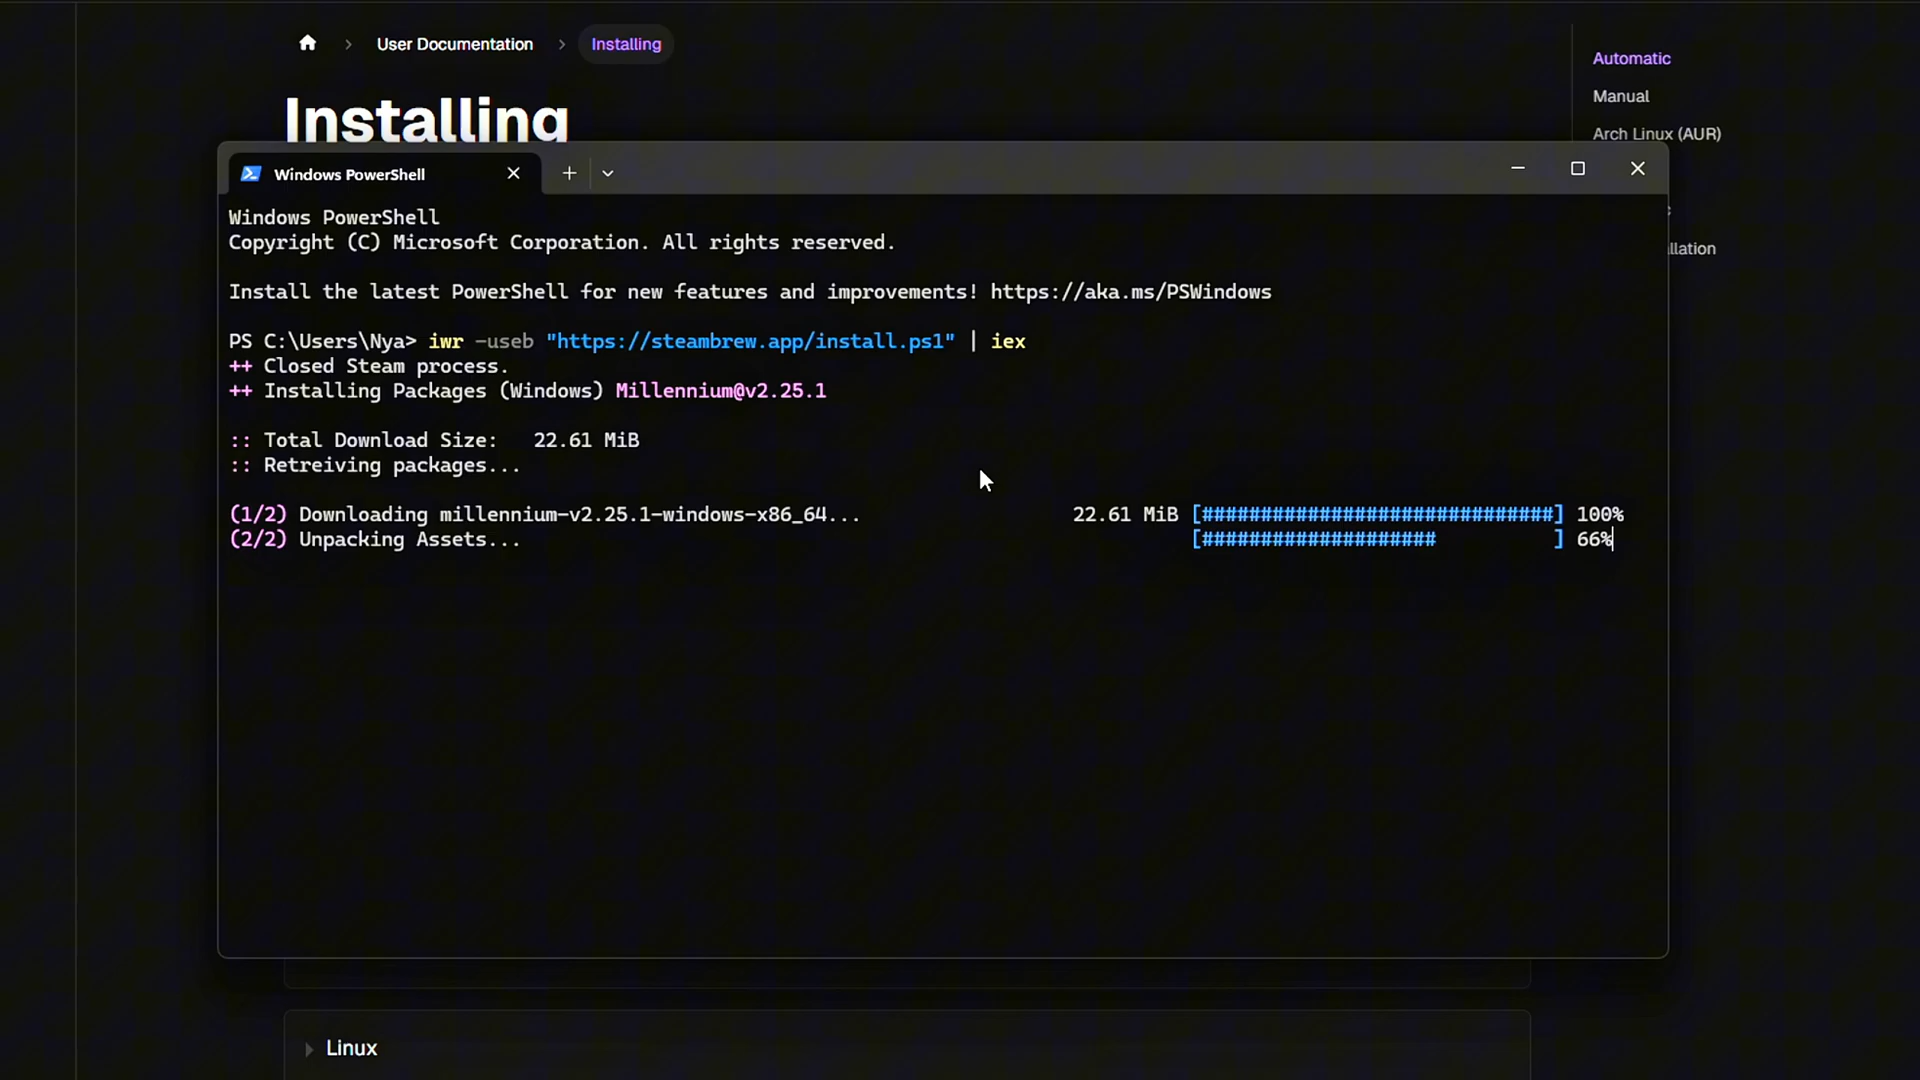 User Documentation
Installing
Installing
Automatic
Manual
Arch Linux (AUR)
llation
Windows PowerShell
Windows PowerShell
Copyright (C) Microsoft Corporation. All rights reserved.
Install the latest PowerShell for new features and improvements! https://aka.ms/PSWindows
PS C:\Users\Nya> iwr -useb "https://steambrew.app/install.ps1" | iex
++ Closed Steam process.
++ Installing Packages (Windows) Millennium@v2.25.1
:: Total Download Size:   22.61 MiB
:: Retreiving packages...
(1/2) Downloading millennium-v2.25.1-windows-x86_64... 22.61 MiB [##############################] 100%
(2/2) Unpacking Assets... [####################          ] 66%
Linux